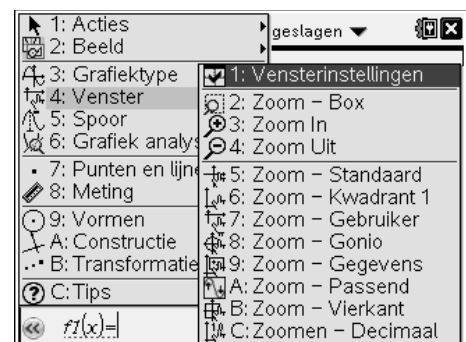 1: Acties
2: Beeld
geslagen
3: Grafiektype
4: Venster
5: Spoor
6: Grafiek analys
7: Punten en lijne
8: Meting
9: Vormen
A: Constructie
B: Transformatie
C: Tips
f1(x)=
1: Vensterinstellingen
2: Zoom – Box
3: Zoom In
4: Zoom Uit
5: Zoom – Standaard
6: Zoom – Kwadrant 1
7: Zoom – Gebruiker
8: Zoom – Gonio
9: Zoom – Gegevens
A: Zoom – Passend
B: Zoom – Vierkant
C: Zoomen – Decimaal